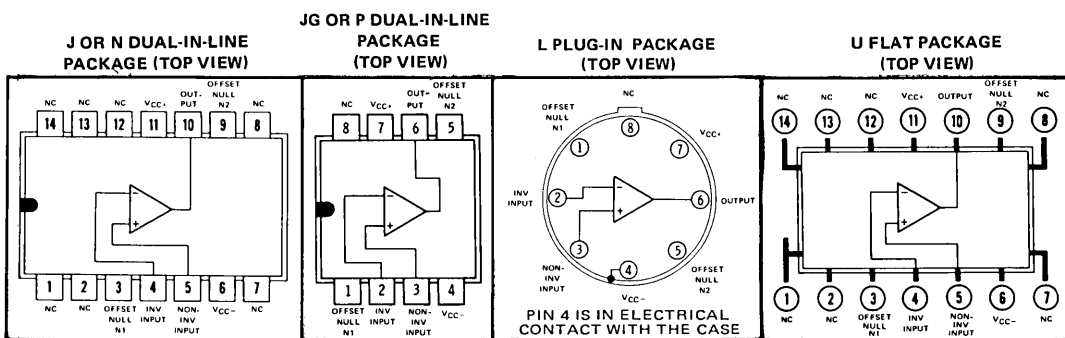 J OR N DUAL-IN-LINE
PACKAGE (TOP VIEW)
NC
NC
NC
VCC+
OUT-
PUT
OFFSET
NULL
N2
NC
14
13
12
11
10
9
8
−
+
1
2
3
4
5
6
7
NC
NC
OFFSET
NULL
N1
INV
INPUT
NON-
INV
INPUT
VCC−
NC
JG OR P DUAL-IN-LINE
PACKAGE
(TOP VIEW)
NC
VCC+
OUT-
PUT
OFFSET
NULL
N2
8
7
6
5
−
+
1
2
3
4
OFFSET
NULL
N1
INV
INPUT
NON-
INV
INPUT
VCC−
L PLUG-IN PACKAGE
(TOP VIEW)
NC
OFFSET
NULL
N1
VCC+
8
1
7
INV
INPUT
2
−
+
6
OUTPUT
3
5
4
NON-
INV
INPUT
OFFSET
NULL
N2
VCC−
PIN 4 IS IN ELECTRICAL
CONTACT WITH THE CASE
U FLAT PACKAGE
(TOP VIEW)
NC
NC
NC
VCC+
OUTPUT
OFFSET
NULL
N2
NC
14
13
12
11
10
9
8
−
+
1
2
3
4
5
6
7
NC
NC
OFFSET
NULL
N1
INV
INPUT
NON-
INV
INPUT
VCC−
NC